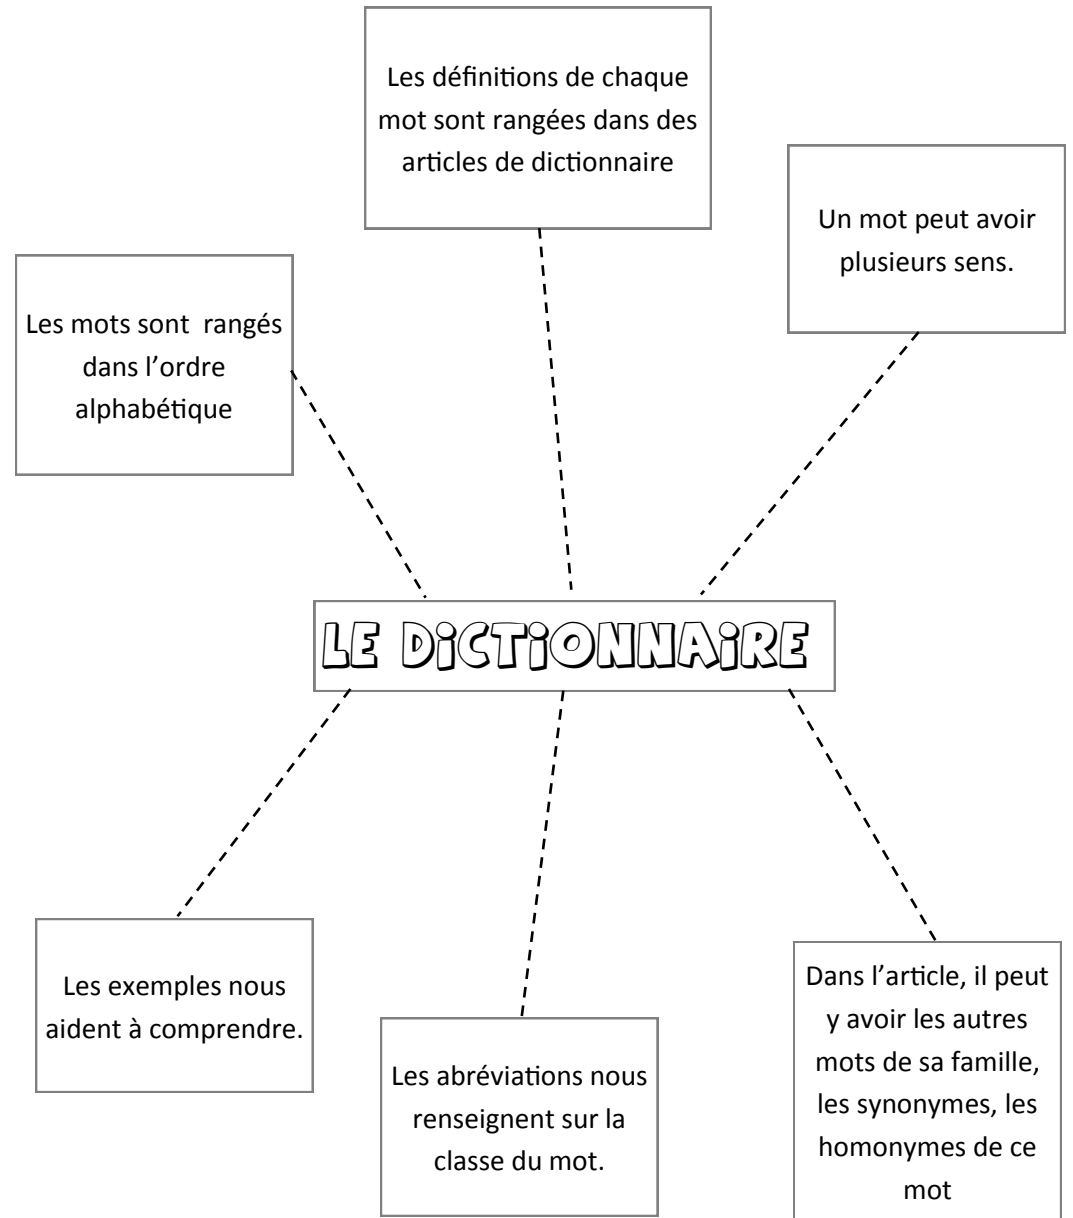 Les définitions de chaque
mot sont rangées dans des
articles de dictionnaire
Un mot peut avoir
plusieurs sens.
Les mots sont  rangés
dans l’ordre
alphabétique
LE DiCTiONNAiRE
Les exemples nous
aident à comprendre.
Les abréviations nous
renseignent sur la
classe du mot.
Dans l’article, il peut
y avoir les autres
mots de sa famille,
les synonymes, les
homonymes de ce
mot